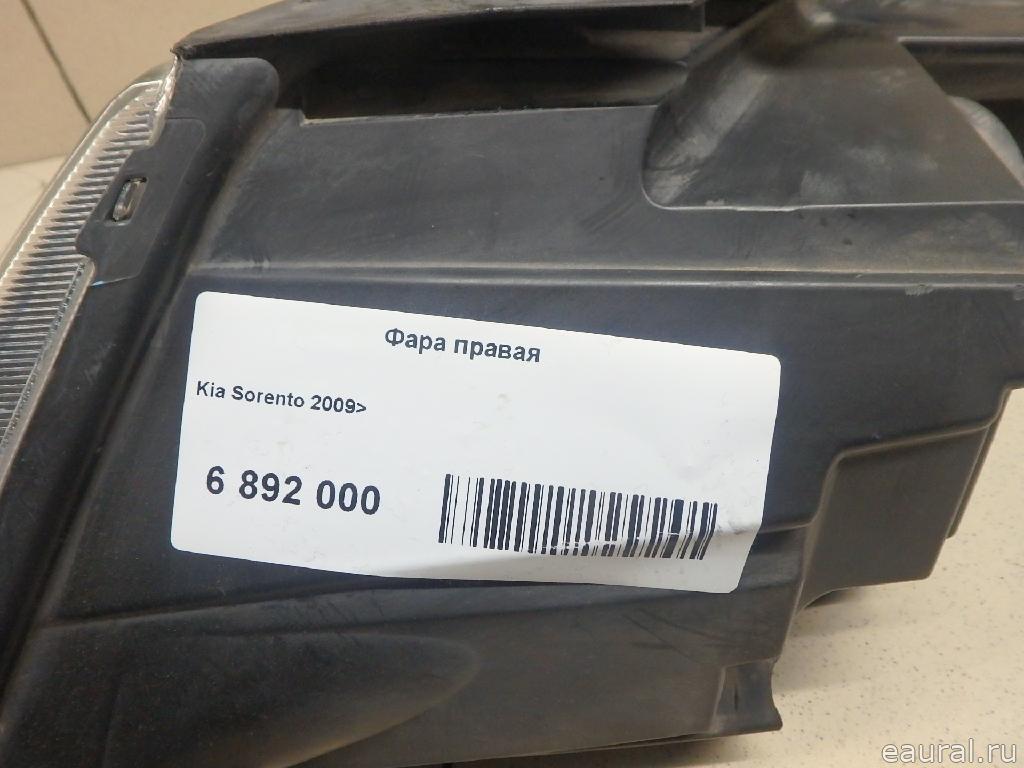 Фара правая
Kia Sorento 2009>
6 892 000
eaural.ru